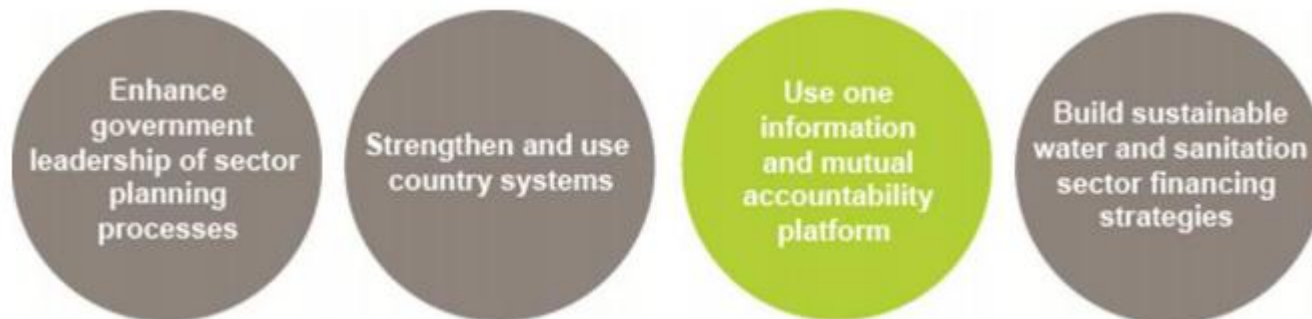 Enhance
government
leadership of sector
planning
processes
Strengthen and use
country systems
Use one
information
and mutual
accountability
platform
Build sustainable
water and sanitation
sector financing
strategies